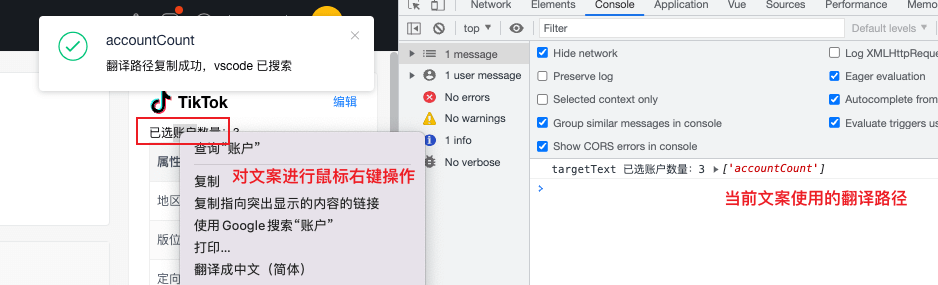 accountCount
翻译路径复制成功，vscode 已搜索
TikTok
编辑
已选账户数量：3
属性
地区
版位
定向
查询“账户”
复制
对文案进行鼠标右键操作
复制指向突出显示的内容的链接
使用 Google 搜索“账户”
打印...
翻译成中文（简体）
Network Sources Console Application Vue Sources Performance Memo
top
Filter
Default levels
1 message
1 user message
No errors
No warnings
1 info
No verbose
Hide network
Log XMLHttpReque
Preserve log
Eager evaluation
Selected context only
Autocomplete from
Group similar messages in console
Evaluate triggers us
Show CORS errors in console
targetText 已选账户数量：3 ▸ ['accountCount']
当前文案使用的翻译路径